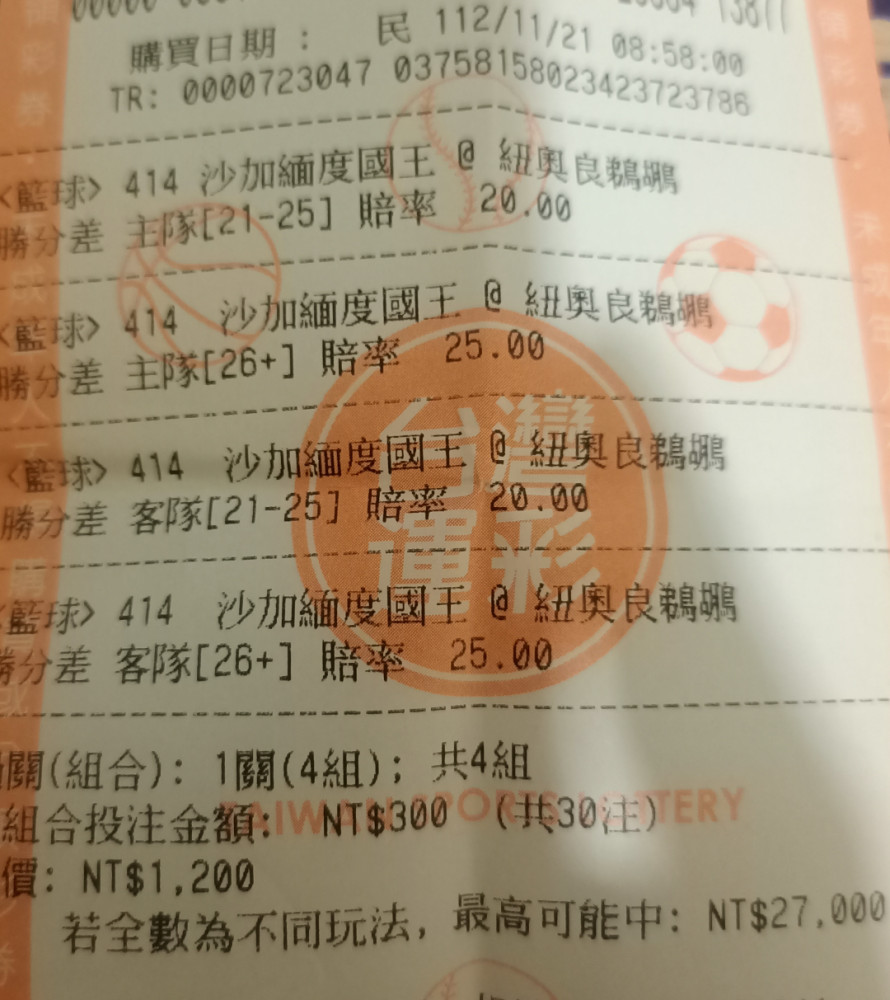 購買日期： 民 112/11/21 08:58:00
TR: 0000723047 03758158023423723786
<籃球> 414 沙加緬度國王 @ 紐奧良鵜鶘
勝分差 主隊[21-25] 賠率 20.00
<籃球> 414 沙加緬度國王 @ 紐奧良鵜鶘
勝分差 主隊[26+] 賠率 25.00
<籃球> 414 沙加緬度國王 @ 紐奧良鵜鶘
勝分差 客隊[21-25] 賠率 20.00
<籃球> 414 沙加緬度國王 @ 紐奧良鵜鶘
勝分差 客隊[26+] 賠率 25.00
台灣
運彩
關(組合): 1關(4組); 共4組
組合投注金額: NT$300 (共30注)
TAIWAN SPORTS LOTTERY
價: NT$1,200
若全數為不同玩法, 最高可能中: NT$27,000